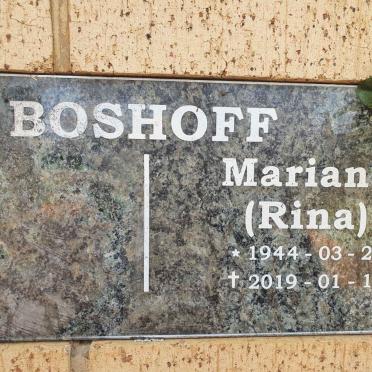 BOSHOFF
Marian
(Rina)
* 1944 - 03 - 2
✝ 2019 - 01 - 1